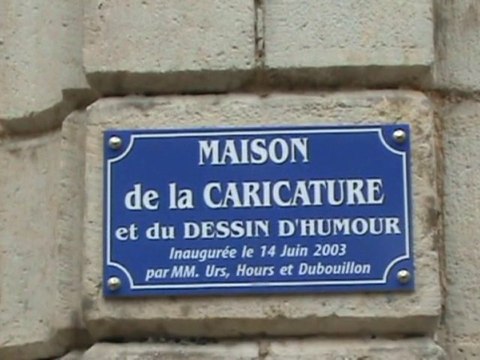 MAISON
de la CARICATURE
et du DESSIN D'HUMOUR
Inaugurée le 14 Juin 2003
par MM. Urs, Hours et Dubouillon